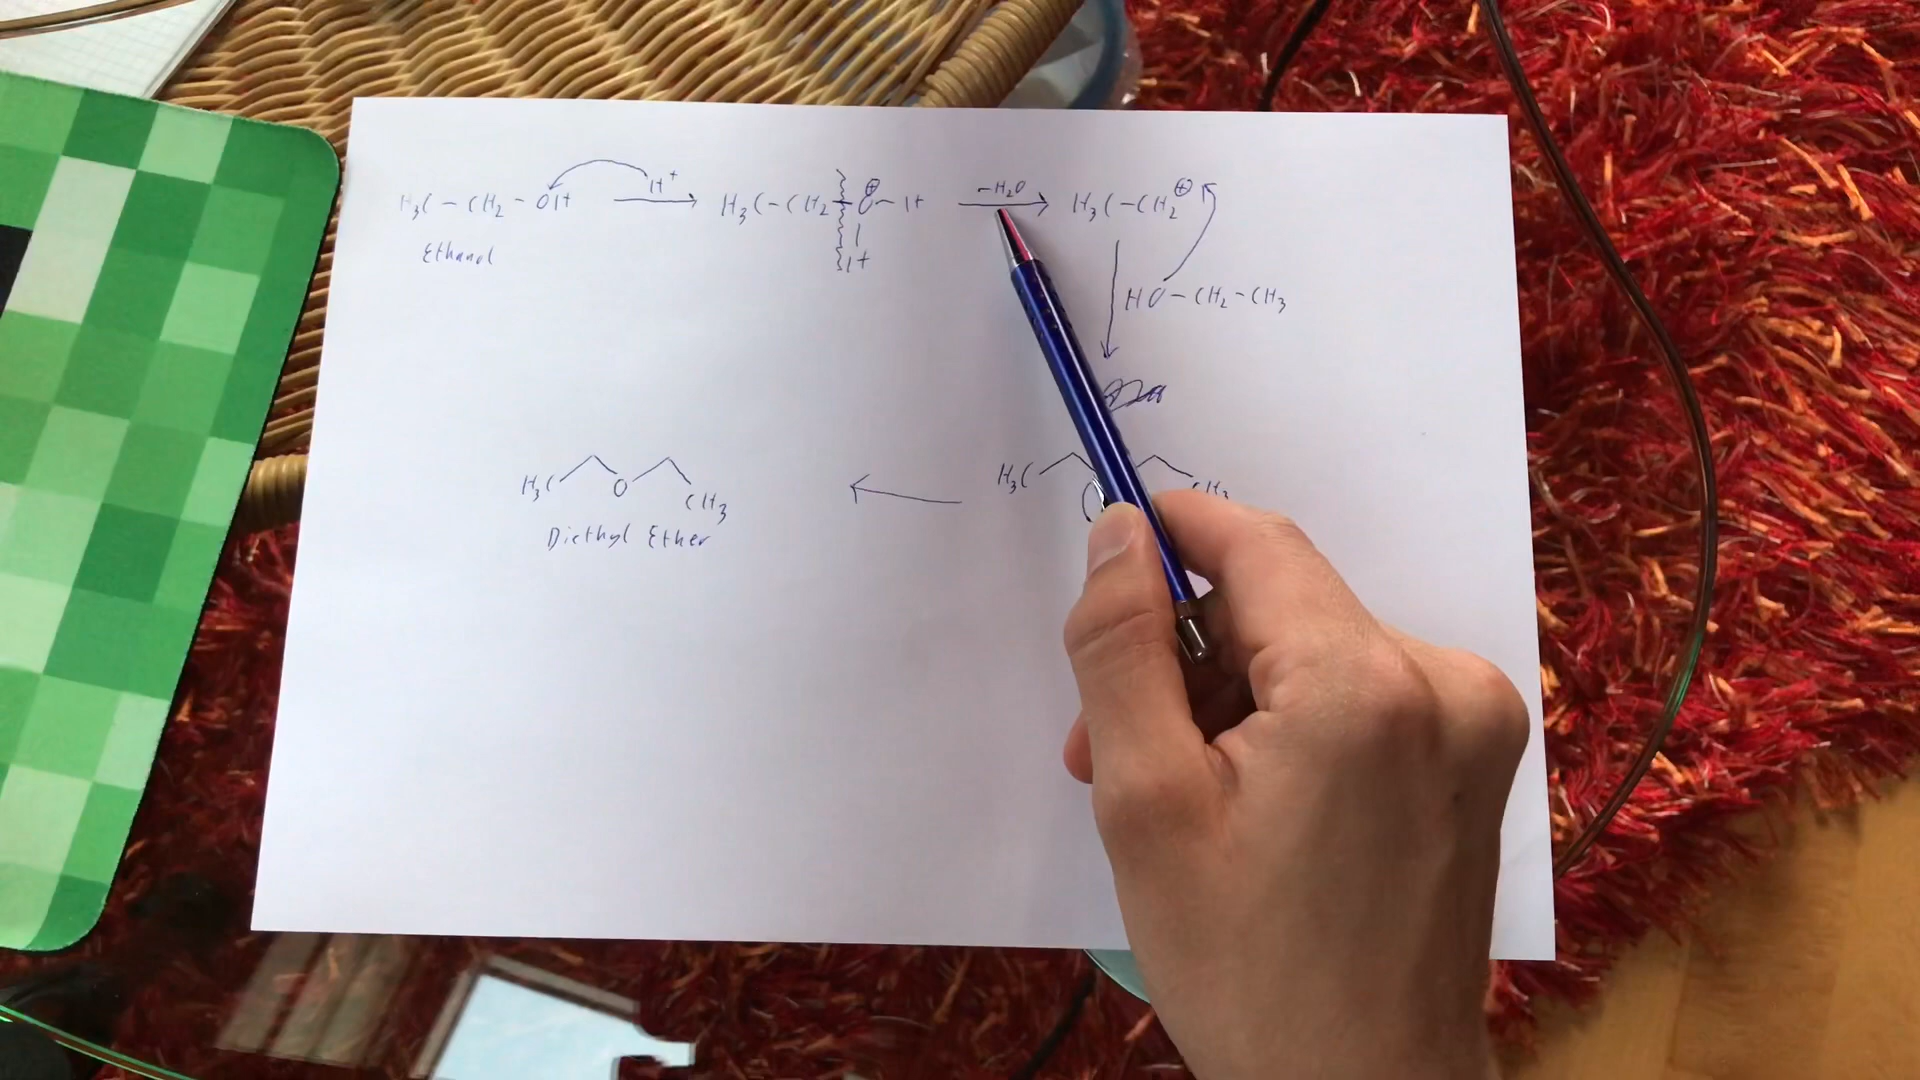 H₃C - CH₂ - OH
H⁺
H₃C - CH₂ - O - H
⊕
H
-H₂O
H₃C - CH₂⊕
Ethanol
HO - CH₂ - CH₃
H₃C O CH₃
H₃C CH₃
Diethyl Ether